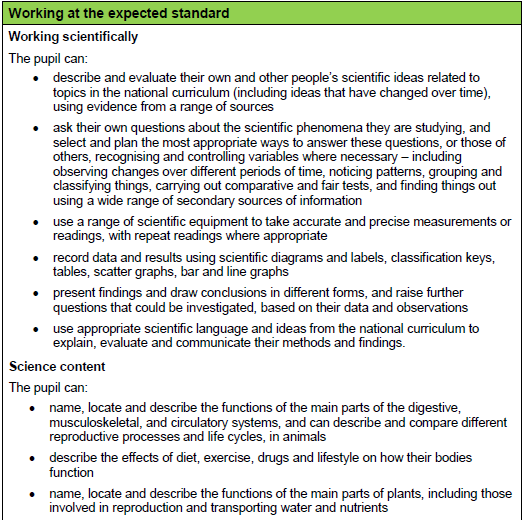 Working at the expected standard
Working scientifically
The pupil can:
• describe and evaluate their own and other people's scientific ideas related to
topics in the national curriculum (including ideas that have changed over time),
using evidence from a range of sources
• ask their own questions about the scientific phenomena they are studying, and
select and plan the most appropriate ways to answer these questions, or those of
others, recognising and controlling variables where necessary – including
observing changes over different periods of time, noticing patterns, grouping and
classifying things, carrying out comparative and fair tests, and finding things out
using a wide range of secondary sources of information
• use a range of scientific equipment to take accurate and precise measurements or
readings, with repeat readings where appropriate
• record data and results using scientific diagrams and labels, classification keys,
tables, scatter graphs, bar and line graphs
• present findings and draw conclusions in different forms, and raise further
questions that could be investigated, based on their data and observations
• use appropriate scientific language and ideas from the national curriculum to
explain, evaluate and communicate their methods and findings.
Science content
The pupil can:
• name, locate and describe the functions of the main parts of the digestive,
musculoskeletal, and circulatory systems, and can describe and compare different
reproductive processes and life cycles, in animals
• describe the effects of diet, exercise, drugs and lifestyle on how their bodies
function
• name, locate and describe the functions of the main parts of plants, including those
involved in reproduction and transporting water and nutrients